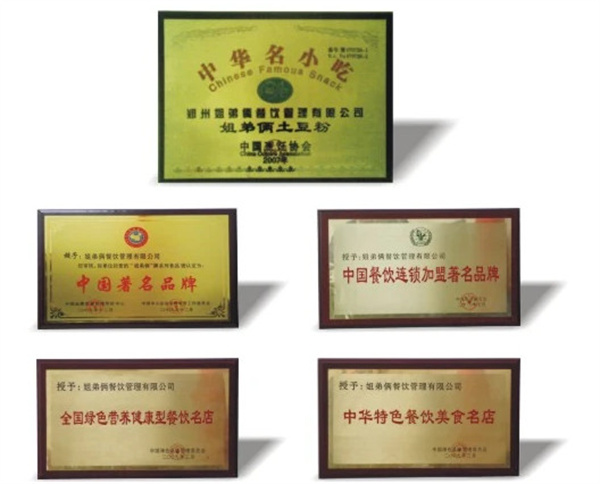 中华名小吃
Chinese Famous Snack
郑州姐弟俩餐饮管理有限公司
姐弟俩土豆粉
中国烹饪协会
2007年
授予：姐弟俩餐饮管理有限公司
中国著名品牌
授予：姐弟俩餐饮管理有限公司
中国餐饮连锁加盟著名品牌
授予：姐弟俩餐饮管理有限公司
全国绿色营养健康型餐饮名店
授予：姐弟俩餐饮管理有限公司
中华特色餐饮美食名店